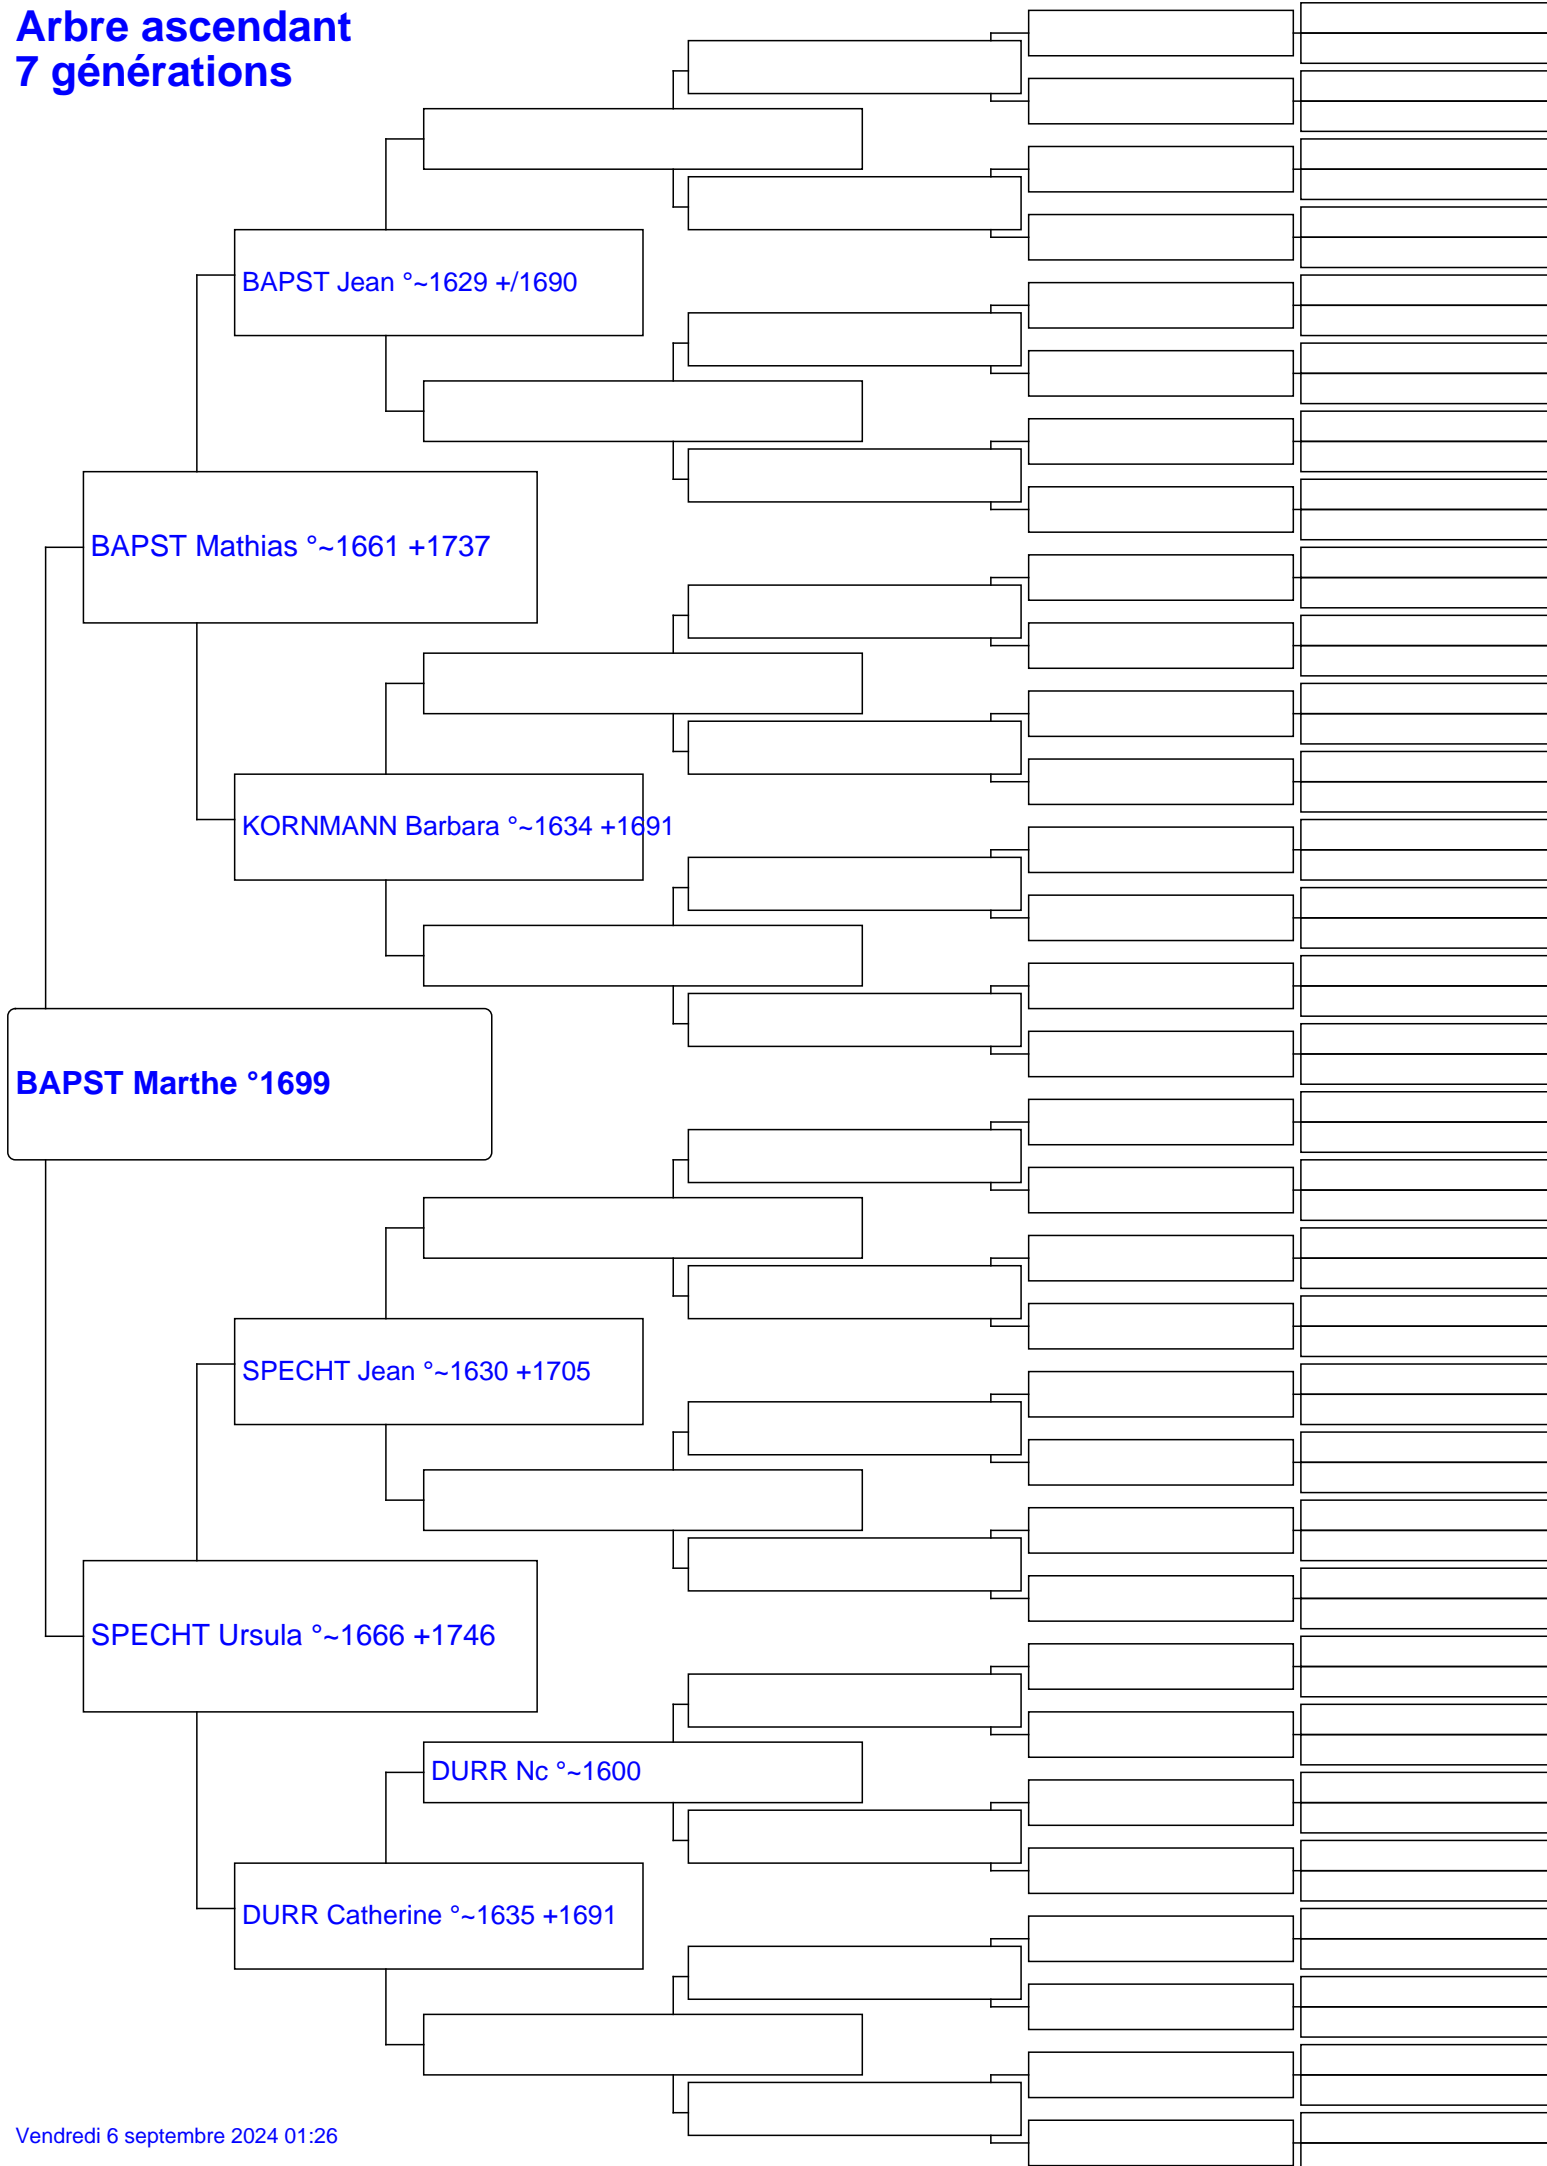 Arbre ascendant
7 générations
BAPST Jean °~1629 +/1690
BAPST Mathias °~1661 +1737
KORNMANN Barbara °~1634 +1691
BAPST Marthe °1699
SPECHT Jean °~1630 +1705
SPECHT Ursula °~1666 +1746
DURR Nc °~1600
DURR Catherine °~1635 +1691
Vendredi 6 septembre 2024 01:26